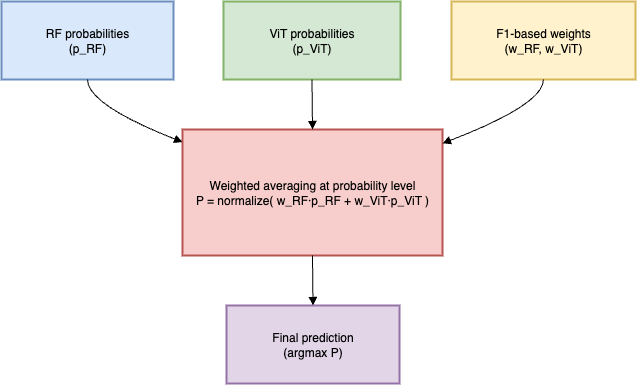 RF probabilities
(p_RF)
ViT probabilities
(p_ViT)
F1-based weights
(w_RF, w_ViT)
Weighted averaging at probability level
P = normalize( w_RF·p_RF + w_ViT·p_ViT )
Final prediction
(argmax P)